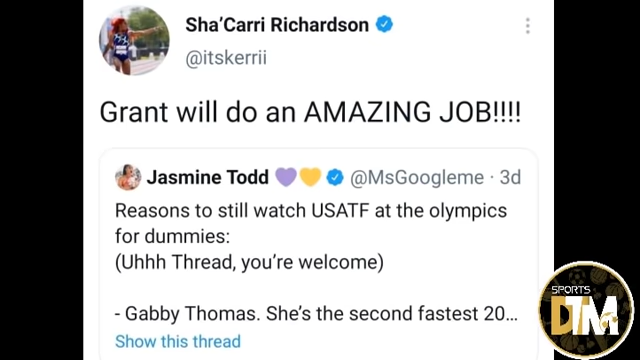 Sha'Carri Richardson
@itskerrii
Grant will do an AMAZING JOB!!!!
Jasmine Todd 💜💛 @MsGoogleme · 3d
Reasons to still watch USATF at the olympics
for dummies:
(Uhhh Thread, you're welcome)
- Gabby Thomas. She's the second fastest 20...
Show this thread
SPORTS
DTM